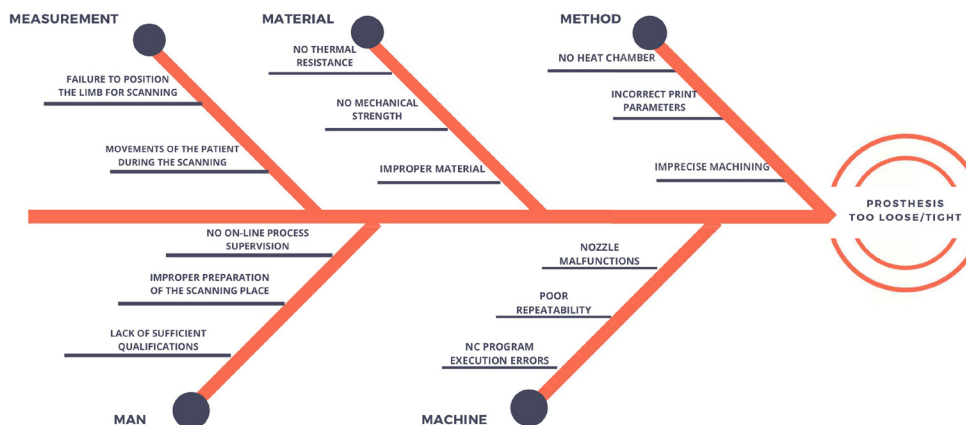 MEASUREMENT
FAILURE TO POSITION
THE LIMB FOR SCANNING
MOVEMENTS OF THE PATIENT
DURING THE SCANNING
MATERIAL
NO THERMAL
RESISTANCE
NO MECHANICAL
STRENGTH
IMPROPER MATERIAL
METHOD
NO HEAT CHAMBER
INCORRECT PRINT
PARAMETERS
IMPRECISE MACHINING
PROSTHESIS
TOO LOOSE/TIGHT
NO ON-LINE PROCESS
SUPERVISION
IMPROPER PREPARATION
OF THE SCANNING PLACE
LACK OF SUFFICIENT
QUALIFICATIONS
MAN
NOZZLE
MALFUNCTIONS
POOR
REPEATABILITY
NC PROGRAM
EXECUTION ERRORS
MACHINE